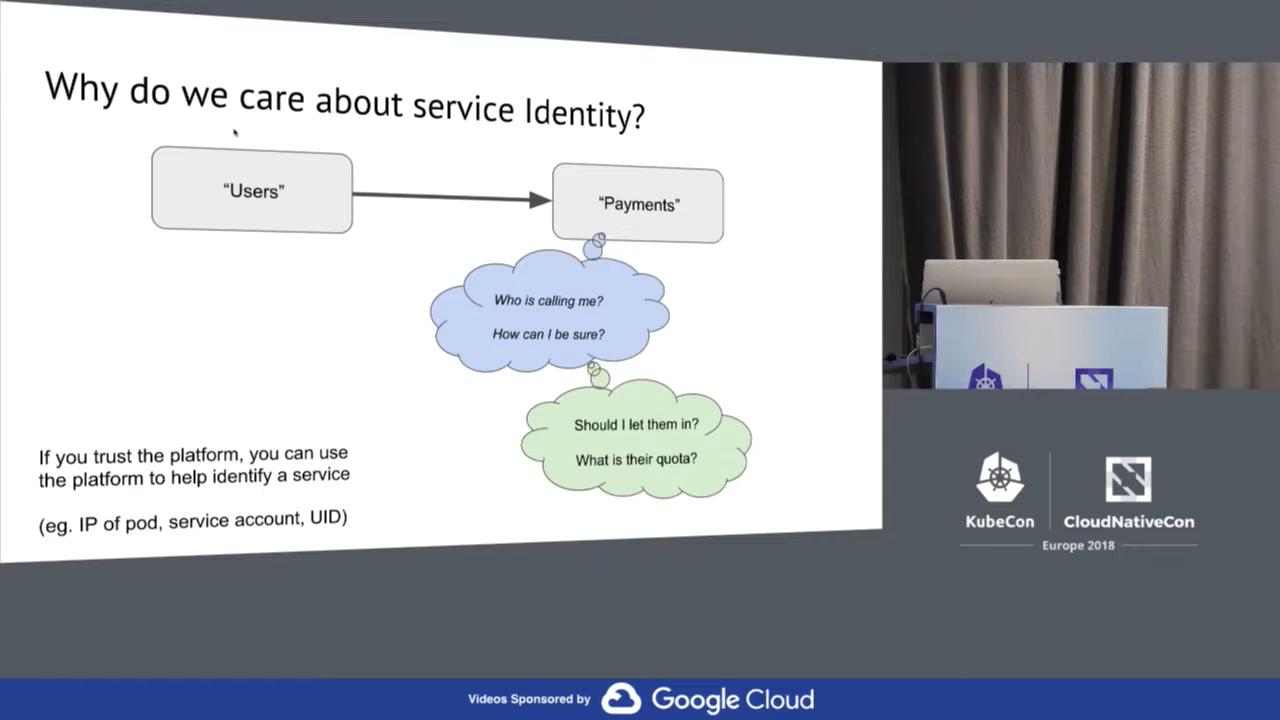 Why do we care about service Identity?
“Users”
“Payments”
Who is calling me?
How can I be sure?
Should I let them in?
What is their quota?
If you trust the platform, you can use
the platform to help identify a service
(eg. IP of pod, service account, UID)
KubeCon
CloudNativeCon
Europe 2018
Videos Sponsored by Google Cloud